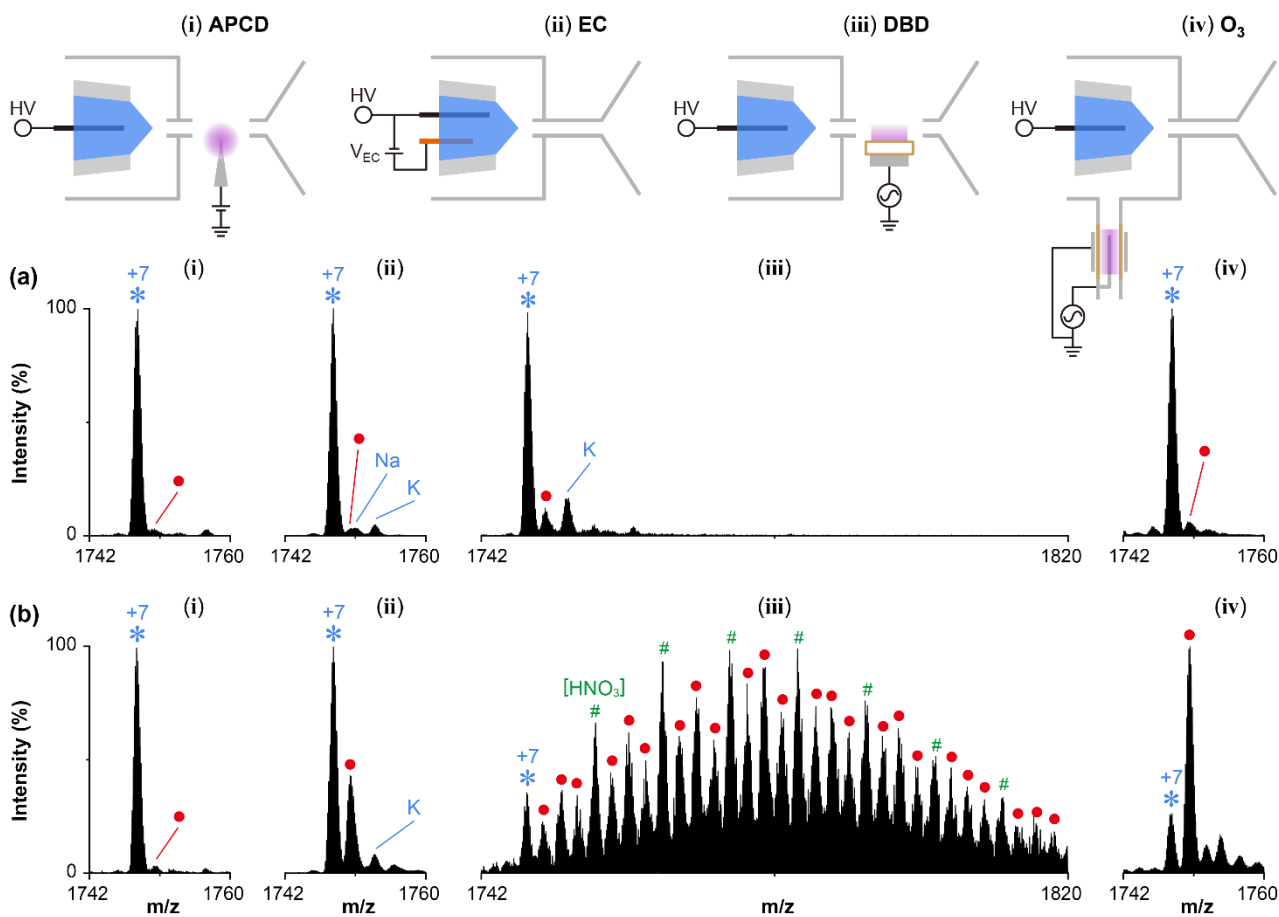 (i) APCD
(ii) EC
(iii) DBD
(iv) O3
HV
HV
VEC
HV
HV
(a)
(i)
(ii)
(iii)
(iv)
+7
*
+7
*
+7
*
+7
*
100
Intensity (%)
Na
K
K
0
1742
1760
1742
1760
1742
1820
1742
1760
(b)
(i)
(ii)
(iii)
(iv)
+7
*
+7
*
[HNO3]
#
#
#
#
#
#
#
+7
*
+7
*
100
Intensity (%)
K
0
1742
1760
1742
1760
1742
1820
1742
1760
m/z
m/z
m/z
m/z